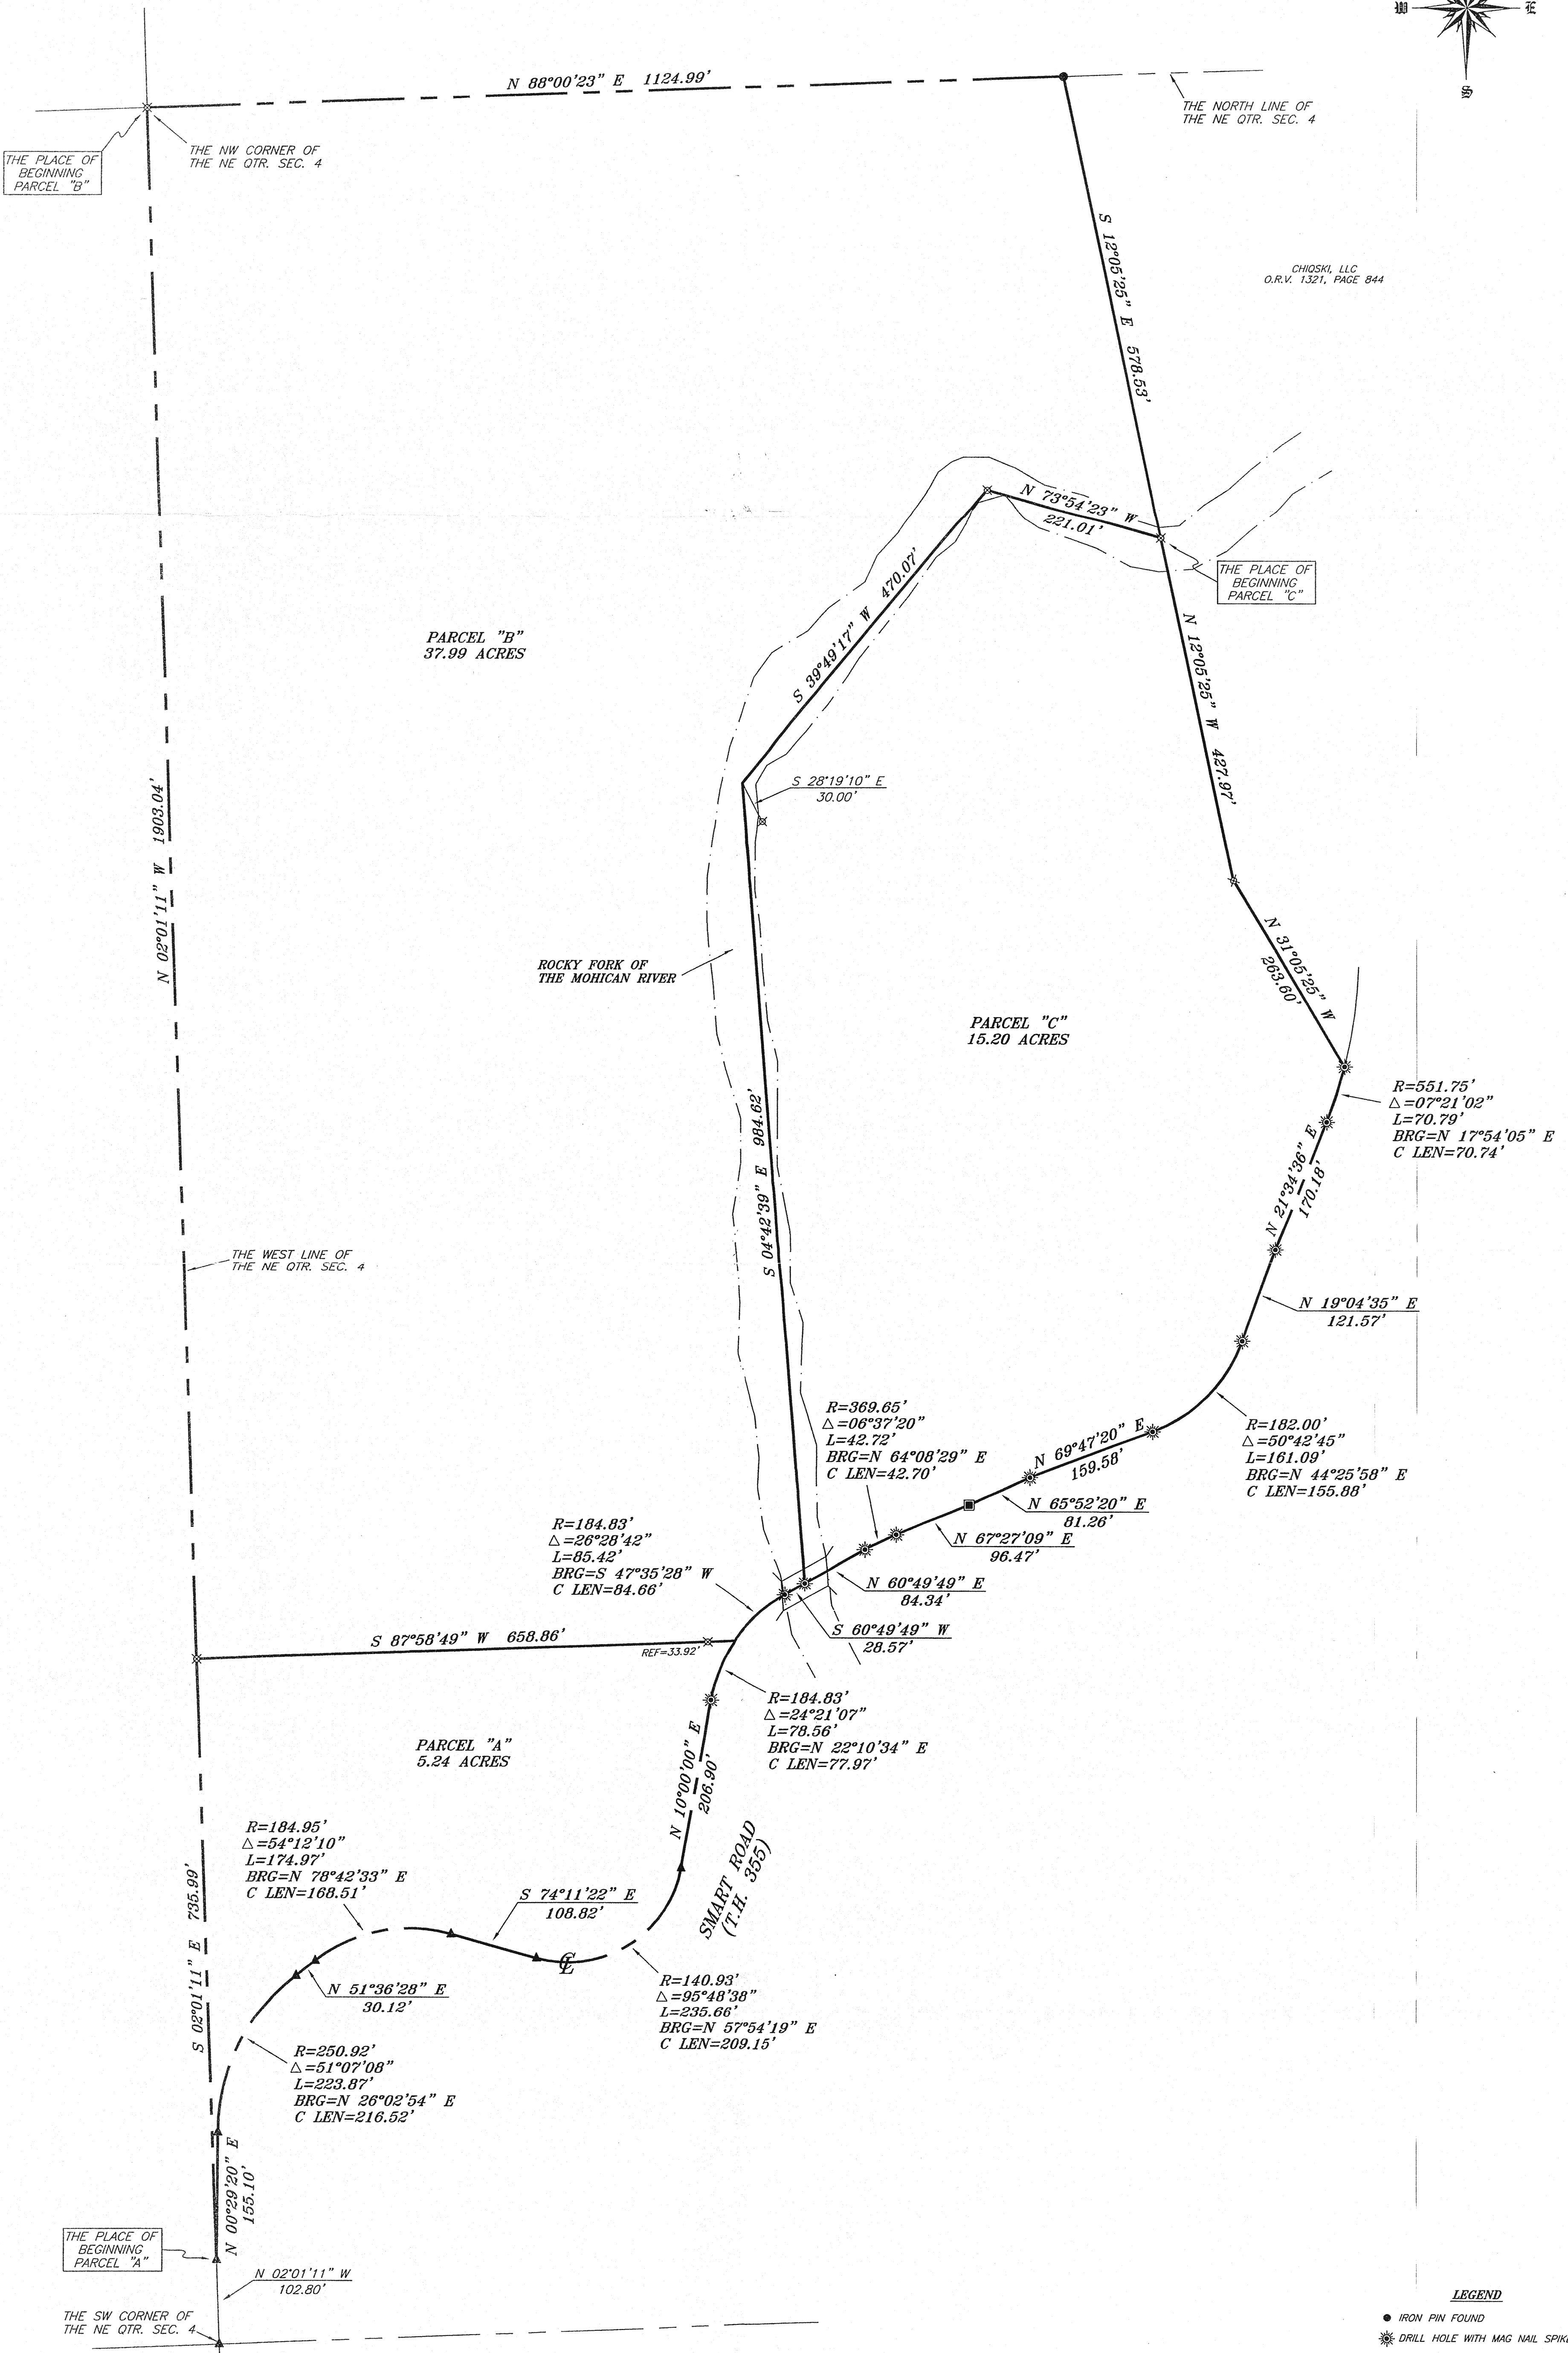 W E
S
N 88°00'23" E 1124.99'
THE NORTH LINE OF
THE NE QTR. SEC. 4
THE NW CORNER OF
THE NE QTR. SEC. 4
THE PLACE OF
BEGINNING
PARCEL "B"
S 12°05'25" E 578.53'
CHIOSKI, LLC
O.R.V. 1321, PAGE 844
N 73°54'23" W
221.01'
THE PLACE OF
BEGINNING
PARCEL "C"
S 39°49'17" W 470.07'
PARCEL "B"
37.99 ACRES
N 12°05'25" W 427.97'
S 28°19'10" E
30.00'
N 02°01'11" W 1903.04'
ROCKY FORK OF
THE MOHICAN RIVER
N 31°05'25" W
263.60'
PARCEL "C"
15.20 ACRES
R=551.75'
△=07°21'02"
L=70.79'
BRG=N 17°54'05" E
C LEN=70.74'
S 04°42'39" E 984.62'
N 21°34'36" E
170.18'
THE WEST LINE OF
THE NE QTR. SEC. 4
N 19°04'35" E
121.57'
R=369.65'
△=06°37'20"
L=42.72'
BRG=N 64°08'29" E
C LEN=42.70'
N 69°47'20" E
159.58'
R=182.00'
△=50°42'45"
L=161.09'
BRG=N 44°25'58" E
C LEN=155.88'
N 65°52'20" E
81.26'
R=184.83'
△=26°28'42"
L=85.42'
BRG=S 47°35'28" W
C LEN=84.66'
N 67°27'09" E
96.47'
N 60°49'49" E
84.34'
S 60°49'49" W
28.57'
S 87°58'49" W 658.86'
REF=33.92'
R=184.83'
△=24°21'07"
L=78.56'
BRG=N 22°10'34" E
C LEN=77.97'
PARCEL "A"
5.24 ACRES
N 10°00'00" E
206.90'
SMART ROAD
(T.H. 355)
R=184.95'
△=54°12'10"
L=174.97'
BRG=N 78°42'33" E
C LEN=168.51'
S 74°11'22" E
108.82'
S 02°01'11" E 735.99'
CL
N 51°36'28" E
30.12'
R=140.93'
△=95°48'38"
L=235.66'
BRG=N 57°54'19" E
C LEN=209.15'
R=250.92'
△=51°07'08"
L=223.87'
BRG=N 26°02'54" E
C LEN=216.52'
N 00°29'20" E
155.10'
THE PLACE OF
BEGINNING
PARCEL "A"
N 02°01'11" W
102.80'
THE SW CORNER OF
THE NE QTR. SEC. 4
LEGEND
IRON PIN FOUND
DRILL HOLE WITH MAG NAIL